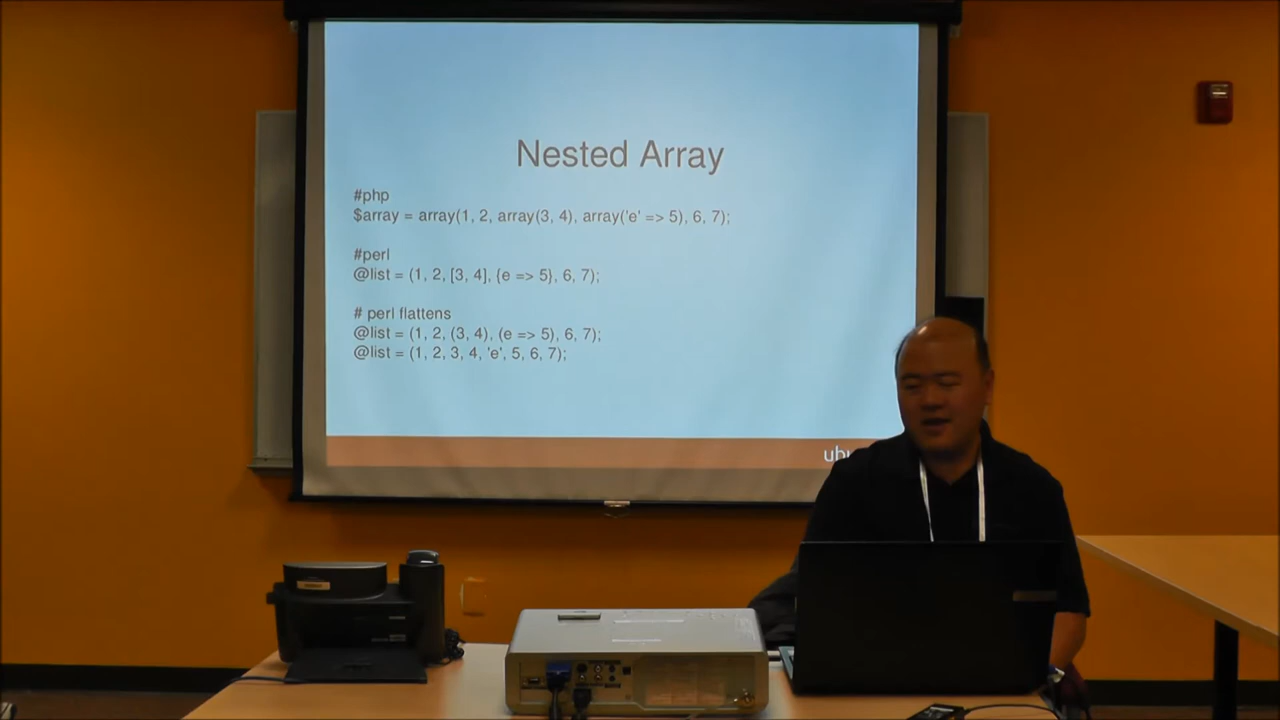 Nested Array
#php
$array = array(1, 2, array(3, 4), array('e' => 5), 6, 7);
#perl
@list = (1, 2, [3, 4], {e => 5}, 6, 7);
# perl flattens
@list = (1, 2, (3, 4), (e => 5), 6, 7);
@list = (1, 2, 3, 4, 'e', 5, 6, 7);